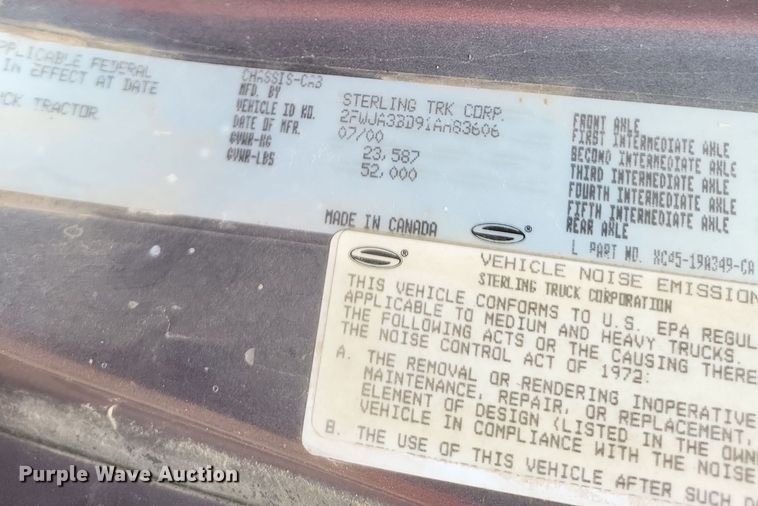 APPLICABLE FEDERAL
IN EFFECT AT DATE
TRUCK TRACTOR
CHASSIS-CAB
MFD. BY
VEHICLE ID NO.
DATE OF MFR.
GVWR-KG
GVWR-LBS
STERLING TRK CORP.
07/00
23,587
52,000
MADE IN CANADA
®
FRONT AXLE
FIRST INTERMEDIATE AXLE
SECOND INTERMEDIATE AXLE
THIRD INTERMEDIATE AXLE
FOURTH INTERMEDIATE AXLE
FIFTH INTERMEDIATE AXLE
REAR AXLE
L PART NO. XC45-19A349-CA
®
VEHICLE NOISE EMISSION
STERLING TRUCK CORPORATION
THIS VEHICLE CONFORMS TO U.S. EPA REGUL
APPLICABLE TO MEDIUM AND HEAVY TRUCKS.
THE FOLLOWING ACTS OR THE CAUSING THERE
THE NOISE CONTROL ACT OF 1972:
A. THE REMOVAL OR RENDERING INOPERATIVE
MAINTENANCE, REPAIR, OR REPLACEMENT,
ELEMENT OF DESIGN (LISTED IN THE OWN
VEHICLE IN COMPLIANCE WITH THE NOISE
B. THE USE OF THIS VEHICLE AFTER SUCH D
Purple Wave Auction